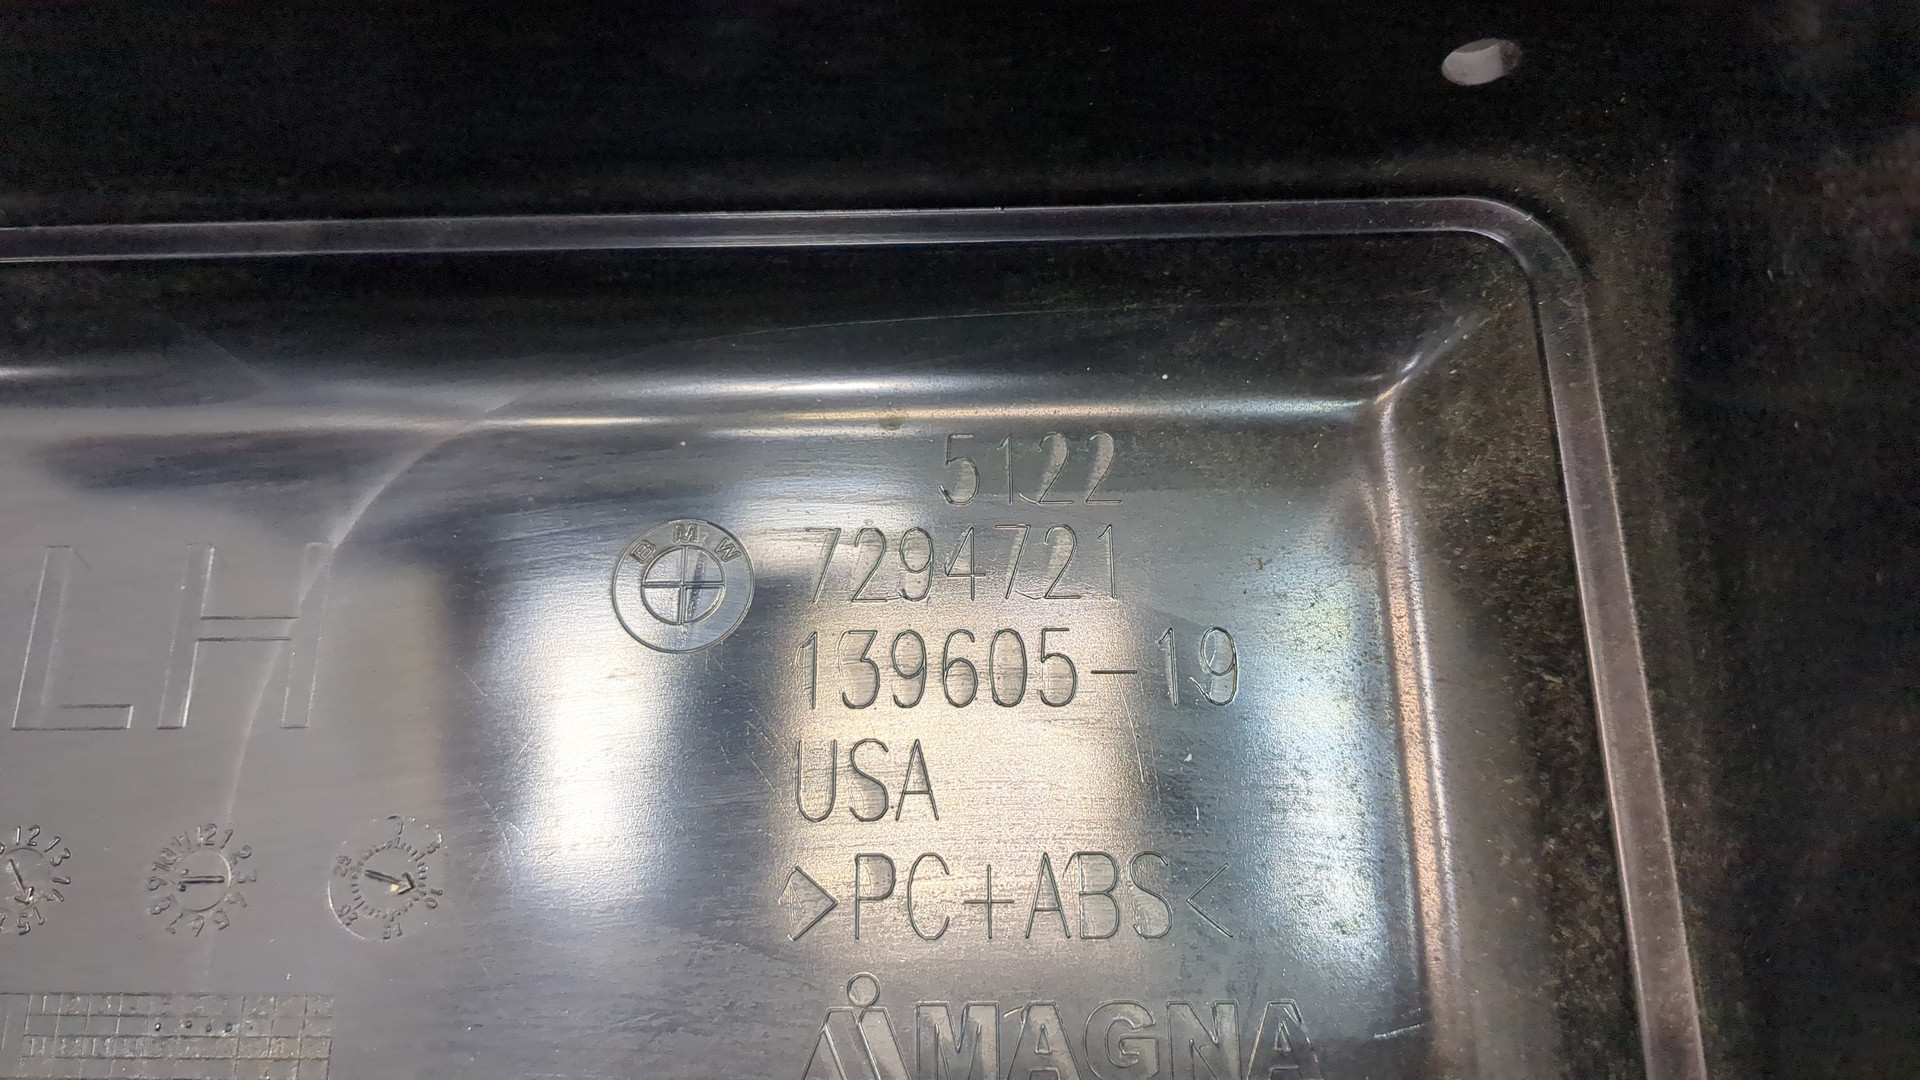 5122
BMW
7294721
139605-19
LH
USA
>PC+ABS<
MAGNA